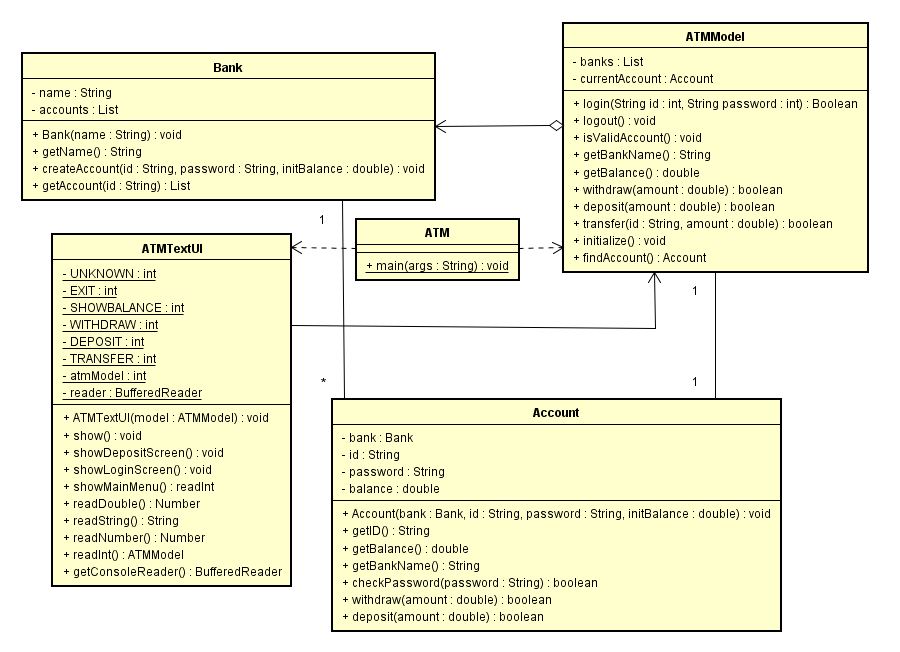 Bank
- name : String
- accounts : List
+ Bank(name : String) : void
+ getName() : String
+ createAccount(id : String, password : String, initBalance : double) : void
+ getAccount(id : String) : List
ATMModel
- banks : List
- currentAccount : Account
+ login(String id : int, String password : int) : Boolean
+ logout() : void
+ isValidAccount() : void
+ getBankName() : String
+ getBalance() : double
+ withdraw(amount : double) : boolean
+ deposit(amount : double) : boolean
+ transfer(id : String, amount : double) : boolean
+ initialize() : void
+ findAccount() : Account
1
ATM
+ main(args : String) : void
ATMTextUI
- UNKNOWN : int
- EXIT : int
- SHOWBALANCE : int
- WITHDRAW : int
- DEPOSIT : int
- TRANSFER : int
- atmModel : int
- reader : BufferedReader
+ ATMTextUI(model : ATMModel) : void
+ show() : void
+ showDepositScreen() : void
+ showLoginScreen() : void
+ showMainMenu() : readInt
+ readDouble() : Number
+ readString() : String
+ readNumber() : Number
+ readInt() : ATMModel
+ getConsoleReader() : BufferedReader
1
*
1
Account
- bank : Bank
- id : String
- password : String
- balance : double
+ Account(bank : Bank, id : String, password : String, initBalance : double) : void
+ getID() : String
+ getBalance() : double
+ getBankName() : String
+ checkPassword(password : String) : boolean
+ withdraw(amount : double) : boolean
+ deposit(amount : double) : boolean